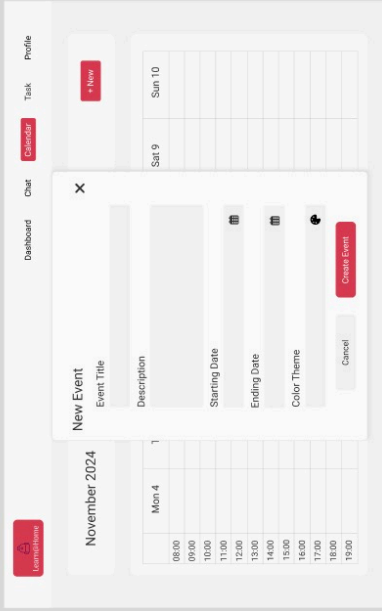 Learn@Home
Dashboard
Chat
Calendar
Task
Profile
November 2024
+ New
Mon 4
T
Sat 9
Sun 10
08:00
09:00
10:00
11:00
12:00
13:00
14:00
15:00
16:00
17:00
18:00
19:00
New Event
Event Title
Description
Starting Date
Ending Date
Color Theme
Cancel
Create Event